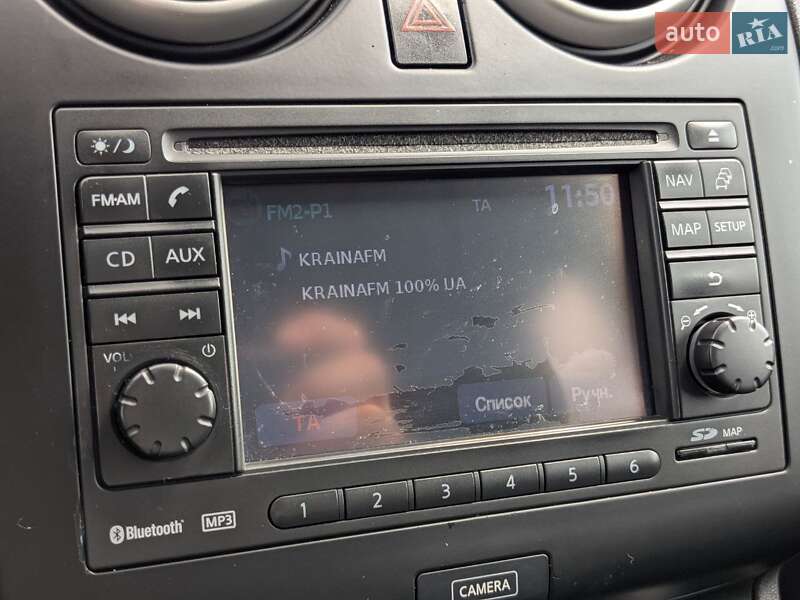 auto RIA.com
FM·AM
NAV
FM2-P1 TA 11:50
CD AUX
MAP SETUP
KRAINAFM
KRAINAFM 100% UA
VOL
TA Список Ручн.
SD MAP
1 2 3 4 5 6
Bluetooth MP3
CAMERA